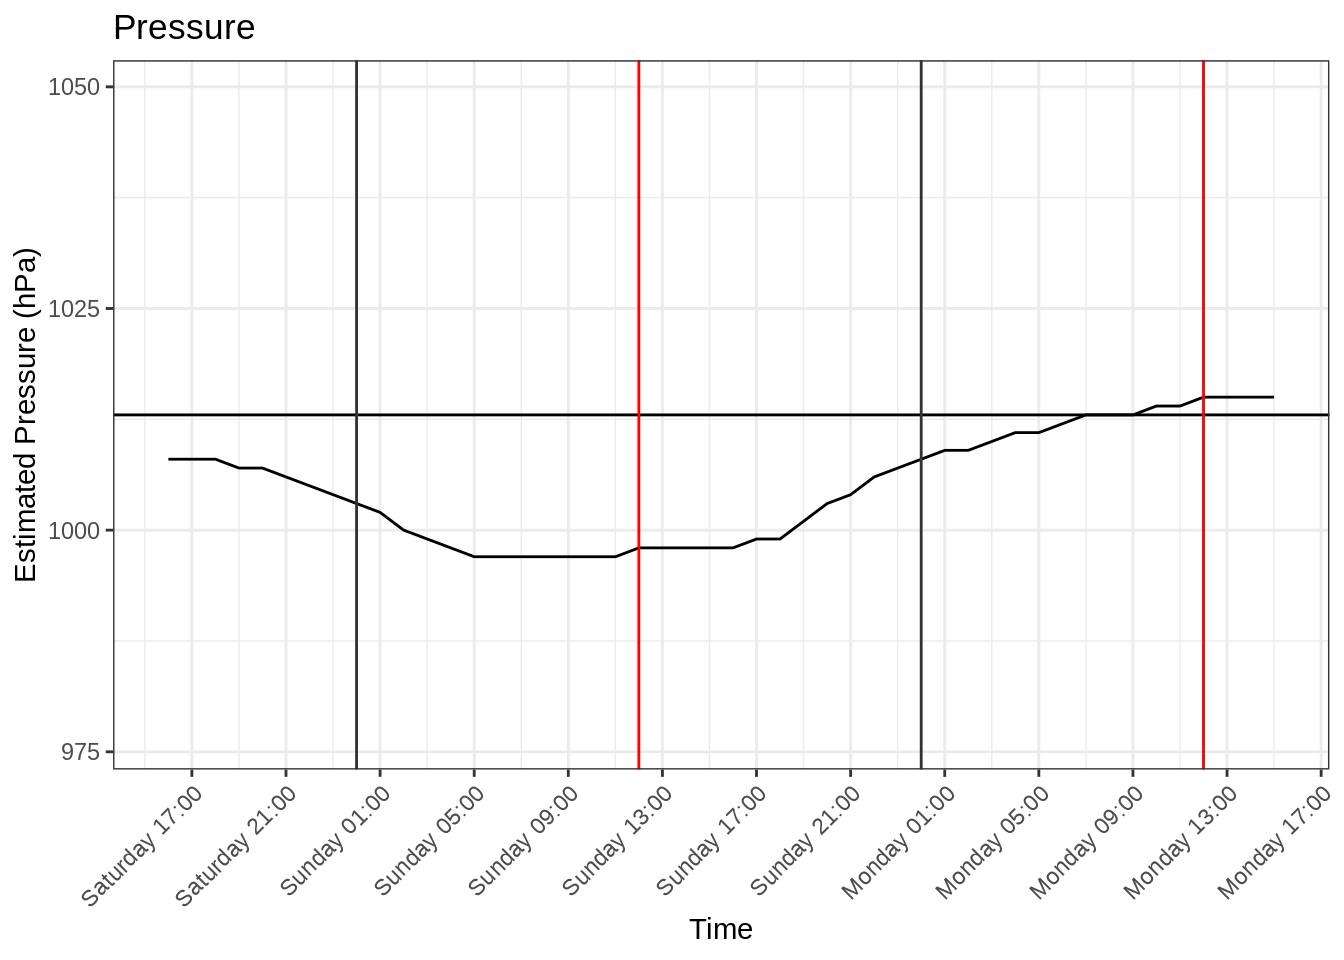 Pressure
Estimated Pressure (hPa)
1050
1025
1000
975
Saturday 17:00
Saturday 21:00
Sunday 01:00
Sunday 05:00
Sunday 09:00
Sunday 13:00
Sunday 17:00
Sunday 21:00
Monday 01:00
Monday 05:00
Monday 09:00
Monday 13:00
Monday 17:00
Time